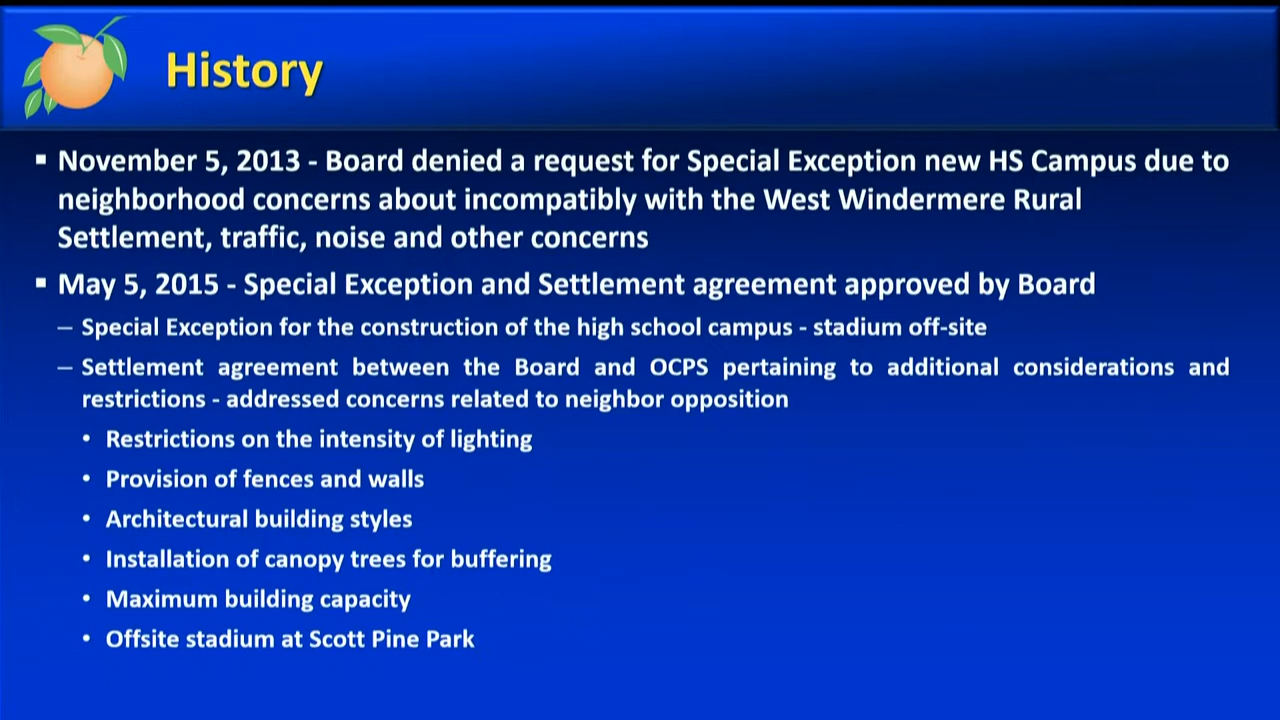 History
▪ November 5, 2013 - Board denied a request for Special Exception new HS Campus due to
neighborhood concerns about incompatibly with the West Windermere Rural
Settlement, traffic, noise and other concerns
▪ May 5, 2015 - Special Exception and Settlement agreement approved by Board
– Special Exception for the construction of the high school campus - stadium off-site
– Settlement agreement between the Board and OCPS pertaining to additional considerations and
restrictions - addressed concerns related to neighbor opposition
• Restrictions on the intensity of lighting
• Provision of fences and walls
• Architectural building styles
• Installation of canopy trees for buffering
• Maximum building capacity
• Offsite stadium at Scott Pine Park